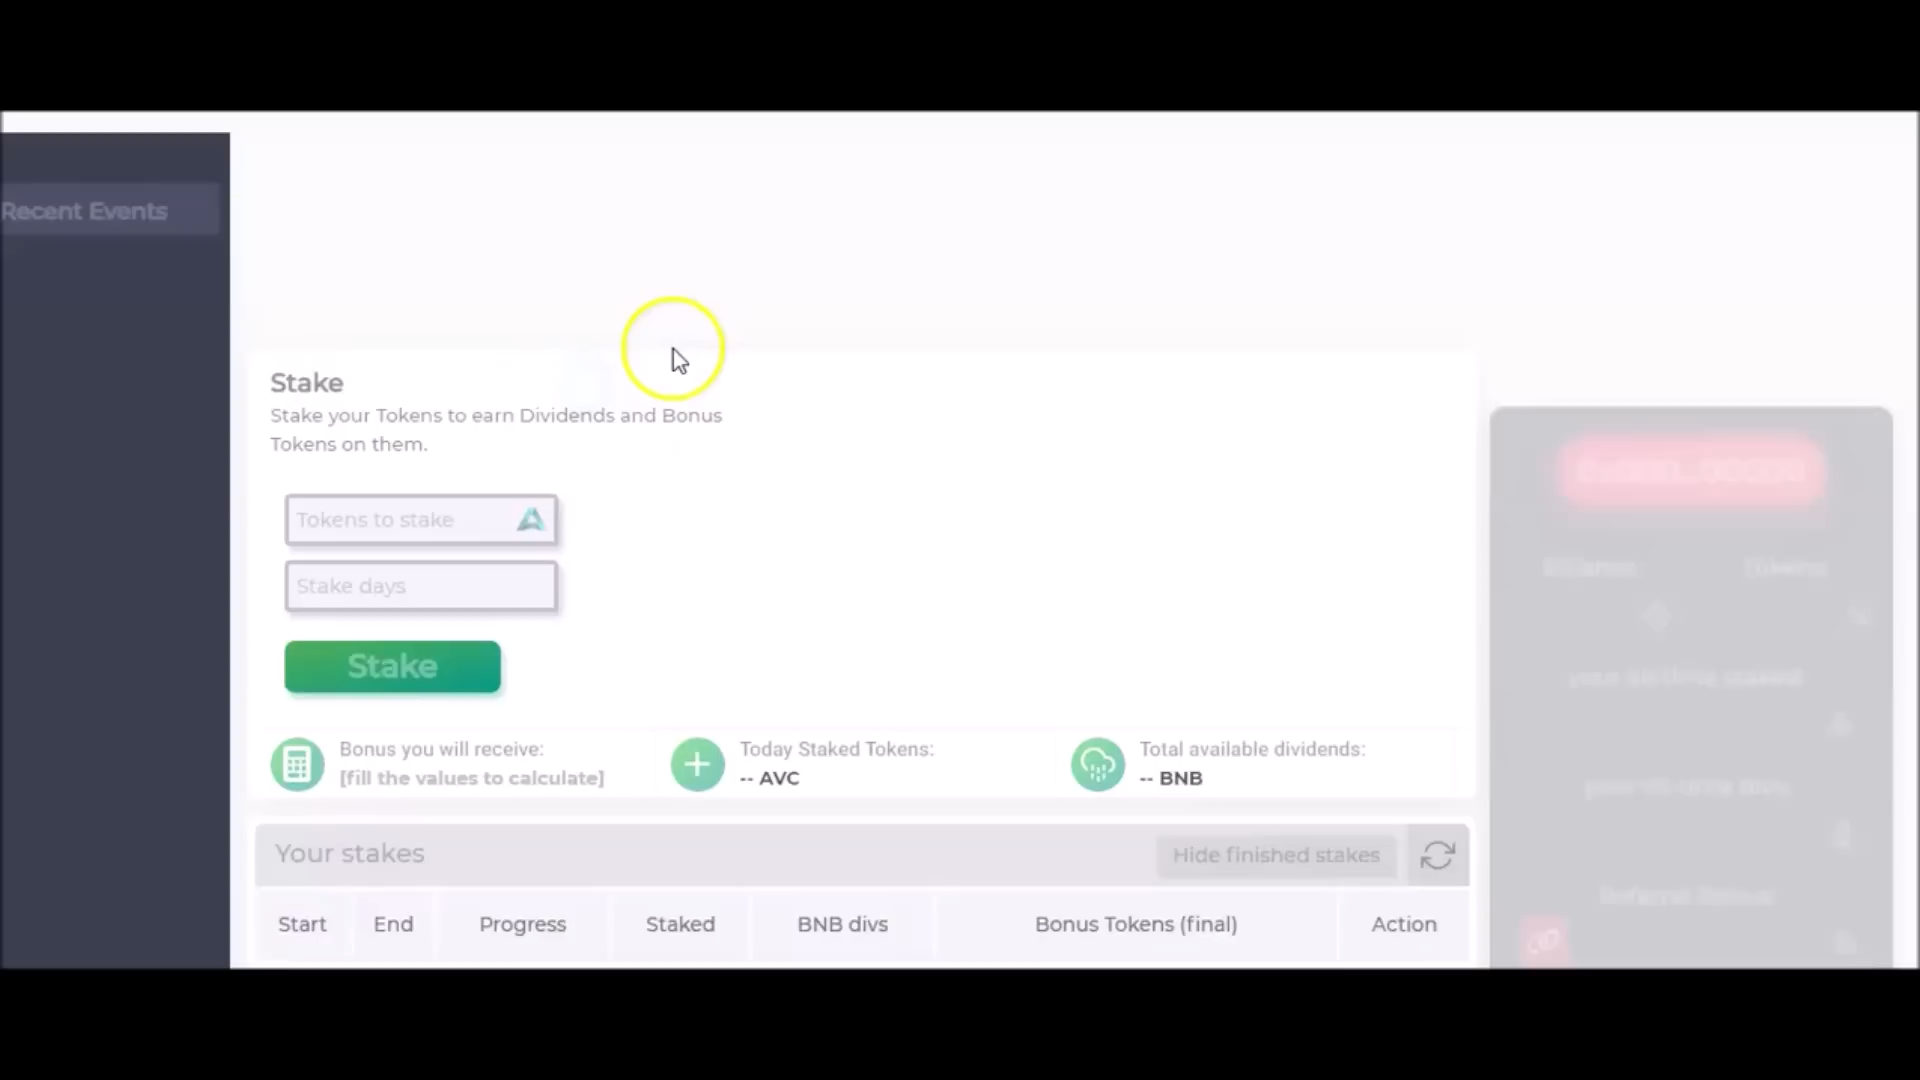 Recent Events
Stake
Stake your Tokens to earn Dividends and Bonus
Tokens on them.
Tokens to stake
Stake days
Stake
Bonus you will receive:
[fill the values to calculate]
Today Staked Tokens:
-- AVC
Total available dividends:
-- BNB
Your stakes
Hide finished stakes
Start End Progress Staked BNB divs Bonus Tokens (final) Action